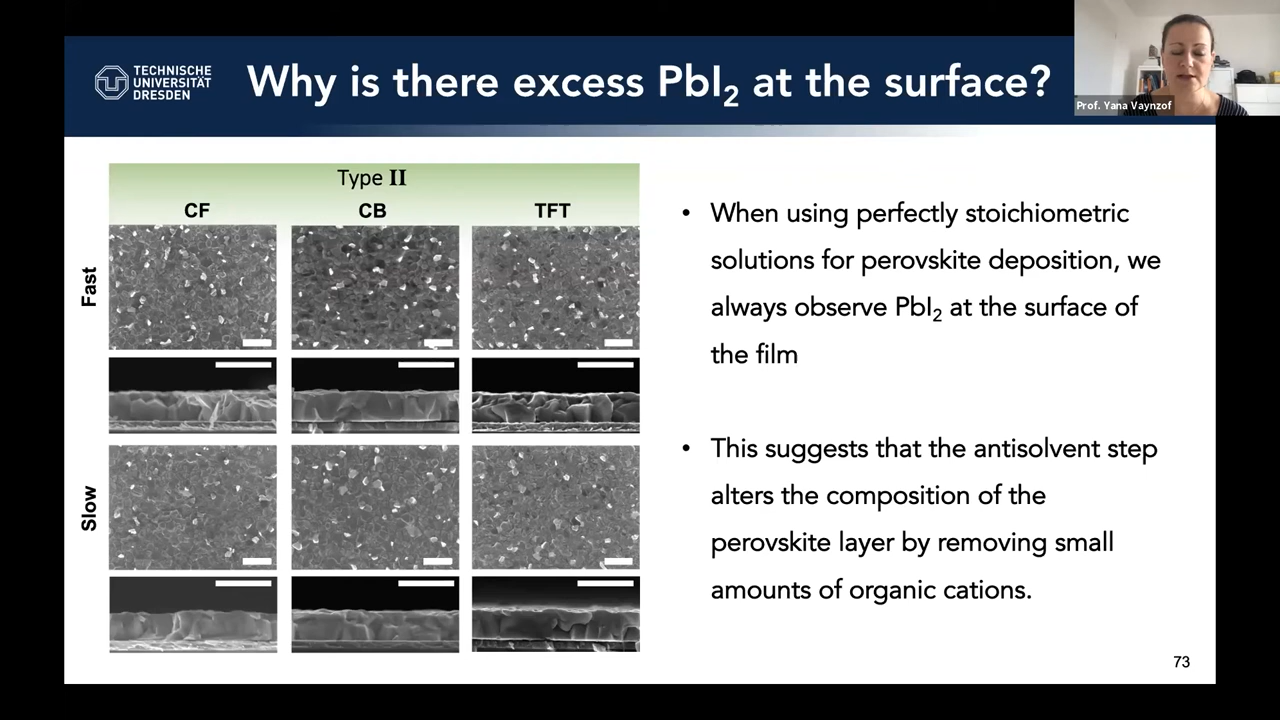 TECHNISCHE
UNIVERSITÄT
DRESDEN
Why is there excess PbI₂ at the surface?
Prof. Yana Vaynzof
Type II
CF CB TFT
Fast
Slow
• When using perfectly stoichiometric
solutions for perovskite deposition, we
always observe PbI₂ at the surface of
the film
• This suggests that the antisolvent step
alters the composition of the
perovskite layer by removing small
amounts of organic cations.
73